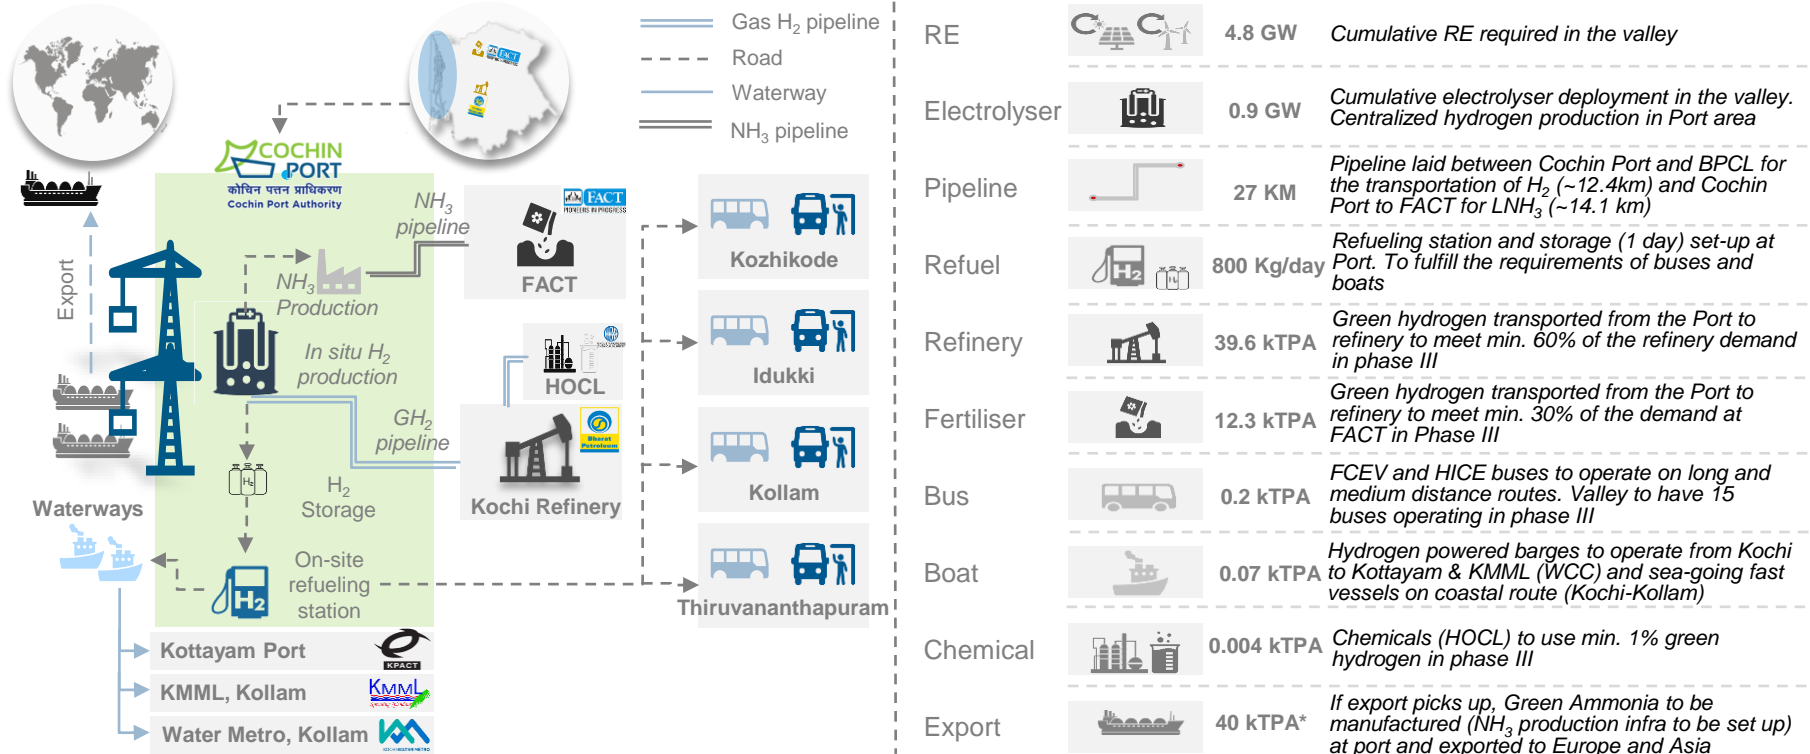 Gas H2 pipeline
Road
Waterway
NH3 pipeline
FACT
COCHIN
PORT
कोचिन पत्तन प्राधिकरण
Cochin Port Authority
Export
NH3
pipeline
FACT
PIONEERS IN PROGRESS
FACT
NH3
Production
In situ H2
production
HOCL
GH2
pipeline
Bharat
Petroleum
Kochi Refinery
H2
H2
Storage
On-site
refueling
station
H2
Waterways
Kottayam Port
KPACT
KMML, Kollam
KMML
Water Metro, Kollam
Kozhikode
Idukki
Kollam
Thiruvananthapuram
RE
4.8 GW
Cumulative RE required in the valley
Electrolyser
0.9 GW
Cumulative electrolyser deployment in the valley.
Centralized hydrogen production in Port area
Pipeline
27 KM
Pipeline laid between Cochin Port and BPCL for
the transportation of H2 (~12.4km) and Cochin
Port to FACT for LNH3 (~14.1 km)
Refuel
H2
800 Kg/day
Refueling station and storage (1 day) set-up at
Port. To fulfill the requirements of buses and
boats
Refinery
39.6 kTPA
Green hydrogen transported from the Port to
refinery to meet min. 60% of the refinery demand
in phase III
Fertiliser
12.3 kTPA
Green hydrogen transported from the Port to
refinery to meet min. 30% of the demand at
FACT in Phase III
Bus
0.2 kTPA
FCEV and HICE buses to operate on long and
medium distance routes. Valley to have 15
buses operating in phase III
Boat
0.07 kTPA
Hydrogen powered barges to operate from Kochi
to Kottayam & KMML (WCC) and sea-going fast
vessels on coastal route (Kochi-Kollam)
Chemical
0.004 kTPA
Chemicals (HOCL) to use min. 1% green
hydrogen in phase III
Export
40 kTPA*
If export picks up, Green Ammonia to be
manufactured (NH3 production infra to be set up)
at port and exported to Europe and Asia